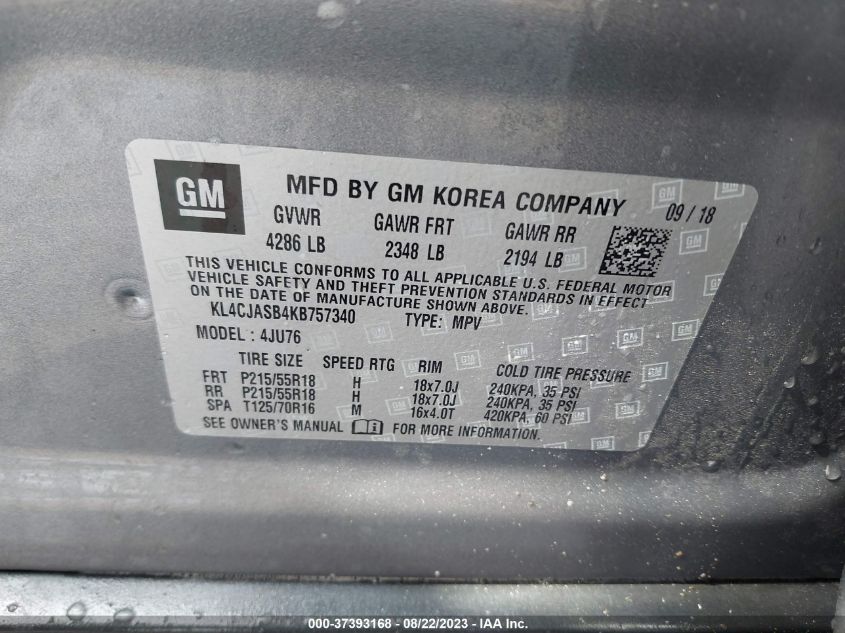 GM
MFD BY GM KOREA COMPANY 09 / 18
GVWR GAWR FRT GAWR RR
4286 LB 2348 LB 2194 LB
THIS VEHICLE CONFORMS TO ALL APPLICABLE U.S. FEDERAL MOTOR
VEHICLE SAFETY AND THEFT PREVENTION STANDARDS IN EFFECT
ON THE DATE OF MANUFACTURE SHOWN ABOVE.
KL4CJASB4KB757340 TYPE: MPV
MODEL : 4JU76
TIRE SIZE SPEED RTG RIM COLD TIRE PRESSURE
FRT P215/55R18 H 18x7.0J 240KPA, 35 PSI
RR P215/55R18 H 18x7.0J 240KPA, 35 PSI
SPA T125/70R16 M 16x4.0T 420KPA, 60 PSI
SEE OWNER'S MANUAL i FOR MORE INFORMATION.
000-37393168 - 08/22/2023 - IAA Inc.